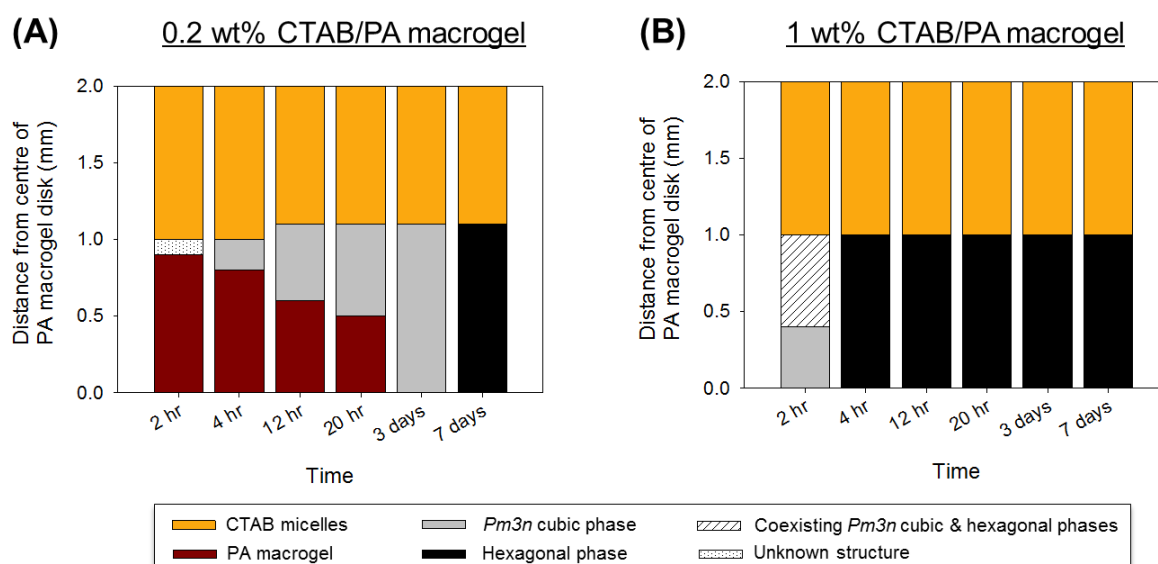 (A) 0.2 wt% CTAB/PA macrogel
2.0
1.5
1.0
0.5
0.0
Distance from centre of
PA macrogel disk (mm)
2 hr 4 hr 12 hr 20 hr 3 days 7 days
Time
(B) 1 wt% CTAB/PA macrogel
2.0
1.5
1.0
0.5
0.0
Distance from centre of
PA macrogel disk (mm)
2 hr 4 hr 12 hr 20 hr 3 days 7 days
Time
CTAB micelles Pm3n cubic phase Coexisting Pm3n cubic & hexagonal phases
PA macrogel Hexagonal phase Unknown structure